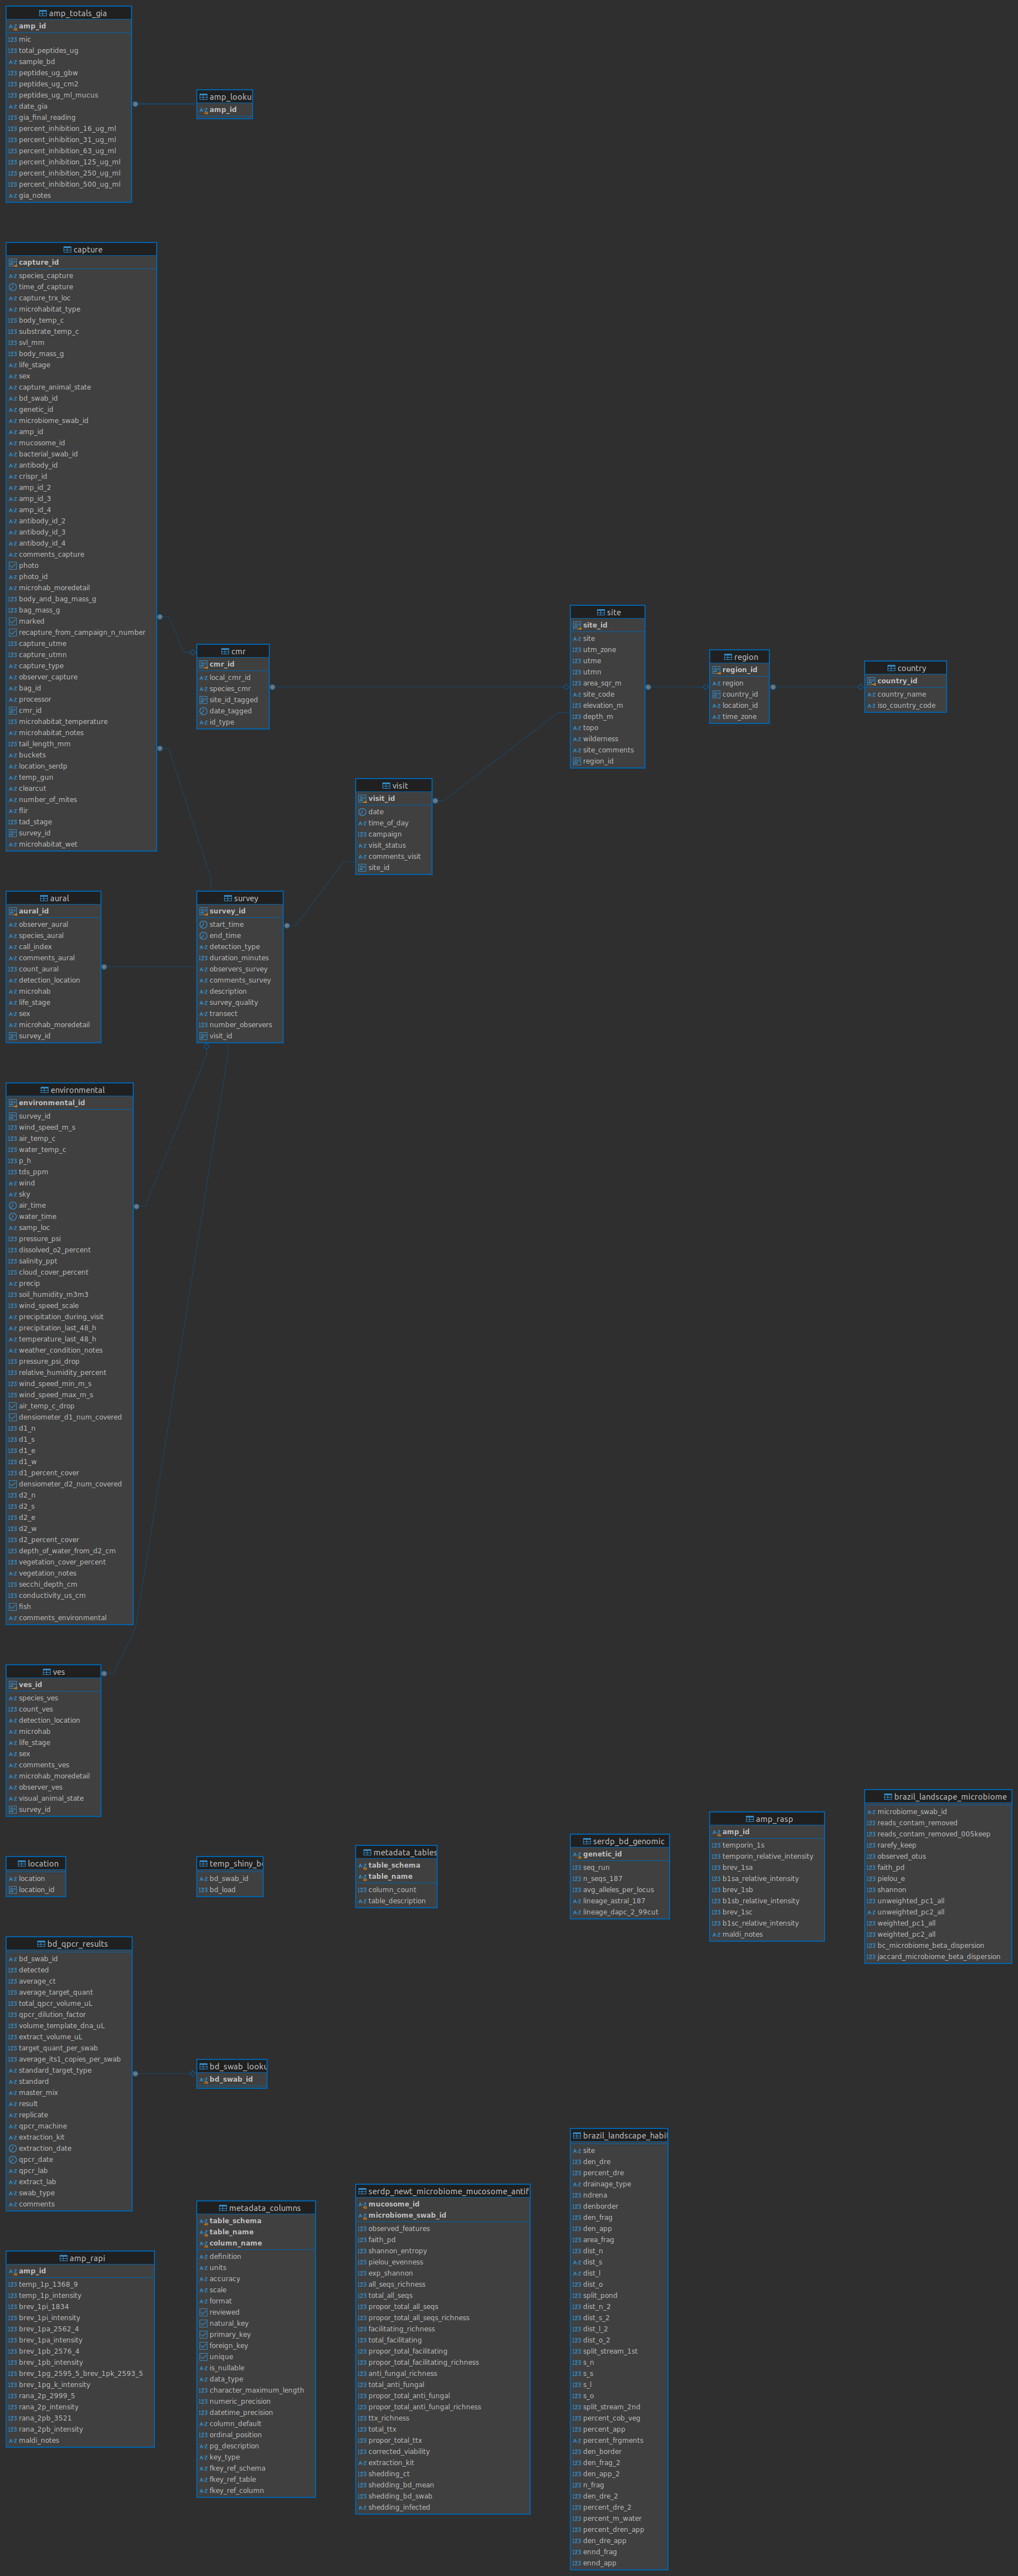 amp_totals_gia
amp_id
mic
total_peptides_ug
sample_bd
peptides_ug_gbw
peptides_ug_cm2
peptides_ug_ml_mucus
date_gia
gia_final_reading
percent_inhibition_16_ug_ml
percent_inhibition_31_ug_ml
percent_inhibition_63_ug_ml
percent_inhibition_125_ug_ml
percent_inhibition_250_ug_ml
percent_inhibition_500_ug_ml
gia_notes
amp_looku
amp_id
capture
capture_id
species_capture
time_of_capture
capture_trx_loc
microhabitat_type
body_temp_c
substrate_temp_c
svl_mm
body_mass_g
life_stage
sex
capture_animal_state
bd_swab_id
genetic_id
microbiome_swab_id
amp_id
mucosome_id
bacterial_swab_id
antibody_id
crispr_id
amp_id_2
amp_id_3
amp_id_4
antibody_id_2
antibody_id_3
antibody_id_4
comments_capture
photo
photo_id
microhab_moredetail
body_and_bag_mass_g
bag_mass_g
marked
recapture_from_campaign_n_number
capture_utme
capture_utmn
capture_type
observer_capture
bag_id
processor
cmr_id
microhabitat_temperature
microhabitat_notes
tail_length_mm
buckets
location_serdp
temp_gun
clearcut
number_of_mites
flir
tad_stage
survey_id
microhabitat_wet
cmr
cmr_id
local_cmr_id
species_cmr
site_id_tagged
date_tagged
id_type
site
site_id
site
utm_zone
utme
utmn
area_sqr_m
site_code
elevation_m
depth_m
topo
wilderness
site_comments
region_id
region
region_id
region
country_id
location_id
time_zone
country
country_id
country_name
iso_country_code
visit
visit_id
date
time_of_day
campaign
visit_status
comments_visit
site_id
aural
aural_id
observer_aural
species_aural
call_index
comments_aural
count_aural
detection_location
microhab
life_stage
sex
microhab_moredetail
survey_id
survey
survey_id
start_time
end_time
detection_type
duration_minutes
observers_survey
comments_survey
description
survey_quality
transect
number_observers
visit_id
environmental
environmental_id
survey_id
wind_speed_m_s
air_temp_c
water_temp_c
p_h
tds_ppm
wind
sky
air_time
water_time
samp_loc
pressure_psi
dissolved_o2_percent
salinity_ppt
cloud_cover_percent
precip
soil_humidity_m3m3
wind_speed_scale
precipitation_during_visit
precipitation_last_48_h
temperature_last_48_h
weather_condition_notes
pressure_psi_drop
relative_humidity_percent
wind_speed_min_m_s
wind_speed_max_m_s
air_temp_c_drop
densiometer_d1_num_covered
d1_n
d1_s
d1_e
d1_w
d1_percent_cover
densiometer_d2_num_covered
d2_n
d2_s
d2_e
d2_w
d2_percent_cover
depth_of_water_from_d2_cm
vegetation_cover_percent
vegetation_notes
secchi_depth_cm
conductivity_us_cm
fish
comments_environmental
ves
ves_id
species_ves
count_ves
detection_location
microhab
life_stage
sex
comments_ves
microhab_moredetail
observer_ves
visual_animal_state
survey_id
location
location
location_id
temp_shiny_b
bd_swab_id
bd_load
metadata_tables
table_schema
table_name
column_count
table_description
serdp_bd_genomic
genetic_id
seq_run
n_seqs_187
avg_alleles_per_locus
lineage_astral_187
lineage_dapc_2_99cut
amp_rasp
amp_id
temporin_1s
temporin_relative_intensity
brev_1sa
b1sa_relative_intensity
brev_1sb
b1sb_relative_intensity
brev_1sc
b1sc_relative_intensity
maldi_notes
brazil_landscape_microbiome
microbiome_swab_id
reads_contam_removed
reads_contam_removed_005keep
rarefy_keep
observed_otus
faith_pd
pielou_e
shannon
unweighted_pc1_all
unweighted_pc2_all
weighted_pc1_all
weighted_pc2_all
bc_microbiome_beta_dispersion
jaccard_microbiome_beta_dispersion
bd_qpcr_results
bd_swab_id
detected
average_ct
average_target_quant
total_qpcr_volume_uL
qpcr_dilution_factor
volume_template_dna_uL
extract_volume_uL
target_quant_per_swab
average_its1_copies_per_swab
standard_target_type
standard
master_mix
result
replicate
qpcr_machine
extraction_kit
extraction_date
qpcr_date
qpcr_lab
extract_lab
swab_type
comments
bd_swab_looku
bd_swab_id
amp_rapi
amp_id
temp_1p_1368_9
temp_1p_intensity
brev_1pi_1834
brev_1pi_intensity
brev_1pa_2562_4
brev_1pa_intensity
brev_1pb_2576_4
brev_1pb_intensity
brev_1pg_2595_5_brev_1pk_2593_5
brev_1pg_k_intensity
rana_2p_2999_5
rana_2p_intensity
rana_2pb_3521
rana_2pb_intensity
maldi_notes
metadata_columns
table_schema
table_name
column_name
definition
units
accuracy
scale
format
reviewed
natural_key
primary_key
foreign_key
unique
is_nullable
data_type
character_maximum_length
numeric_precision
datetime_precision
column_default
ordinal_position
pg_description
key_type
fkey_ref_schema
fkey_ref_table
fkey_ref_column
serdp_newt_microbiome_mucosome_antif
mucosome_id
microbiome_swab_id
observed_features
faith_pd
shannon_entropy
pielou_evenness
exp_shannon
all_seqs_richness
total_all_seqs
propor_total_all_seqs
propor_total_all_seqs_richness
facilitating_richness
total_facilitating
propor_total_facilitating
propor_total_facilitating_richness
anti_fungal_richness
total_anti_fungal
propor_total_anti_fungal
propor_total_anti_fungal_richness
ttx_richness
total_ttx
propor_total_ttx
corrected_viability
extraction_kit
shedding_ct
shedding_bd_mean
shedding_bd_swab
shedding_infected
brazil_landscape_habi
site
den_dre
percent_dre
drainage_type
ndrena
denborder
den_frag
den_app
area_frag
dist_n
dist_s
dist_l
dist_o
split_pond
dist_n_2
dist_s_2
dist_l_2
dist_o_2
split_stream_1st
s_n
s_s
s_l
s_o
split_stream_2nd
percent_cob_veg
percent_app
percent_frgments
den_border
den_frag_2
den_app_2
n_frag
den_dre_2
percent_dre_2
percent_m_water
percent_dren_app
den_dre_app
ennd_frag
ennd_app